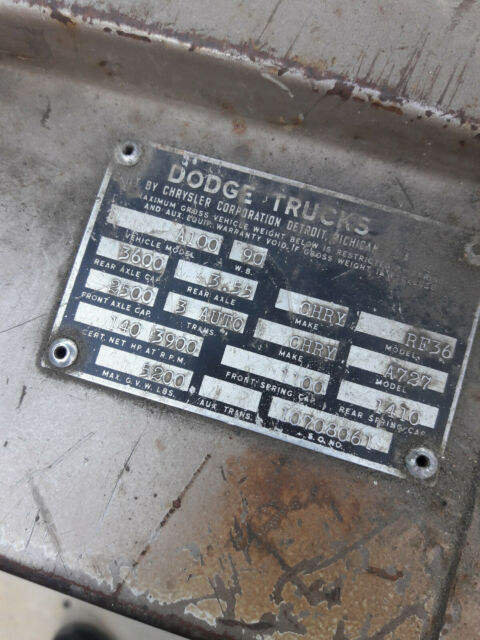 DODGE TRUCKS
BY CHRYSLER CORPORATION DETROIT, MICHIGAN
MAXIMUM GROSS VEHICLE WEIGHT BELOW IS RESTRICTED
AND AUX. EQUIP. WARRANTY VOID. IF GROSS WEIGHT IS
A100 90
VEHICLE MODEL W.B.
3600 3.55 CHRY RF36
REAR AXLE CAP. REAR AXLE MAKE MODEL
2500 3 AUTO CHRY A727
FRONT AXLE CAP. TRANS. MAKE MODEL
140 3900 00 1410
CERT. NET HP. AT R.P.M. FRONT SPRING CAP. REAR SPRING CAP.
5200 10708061
MAX. G.V.W. LBS. AUX. TRANS. S.O. NO.